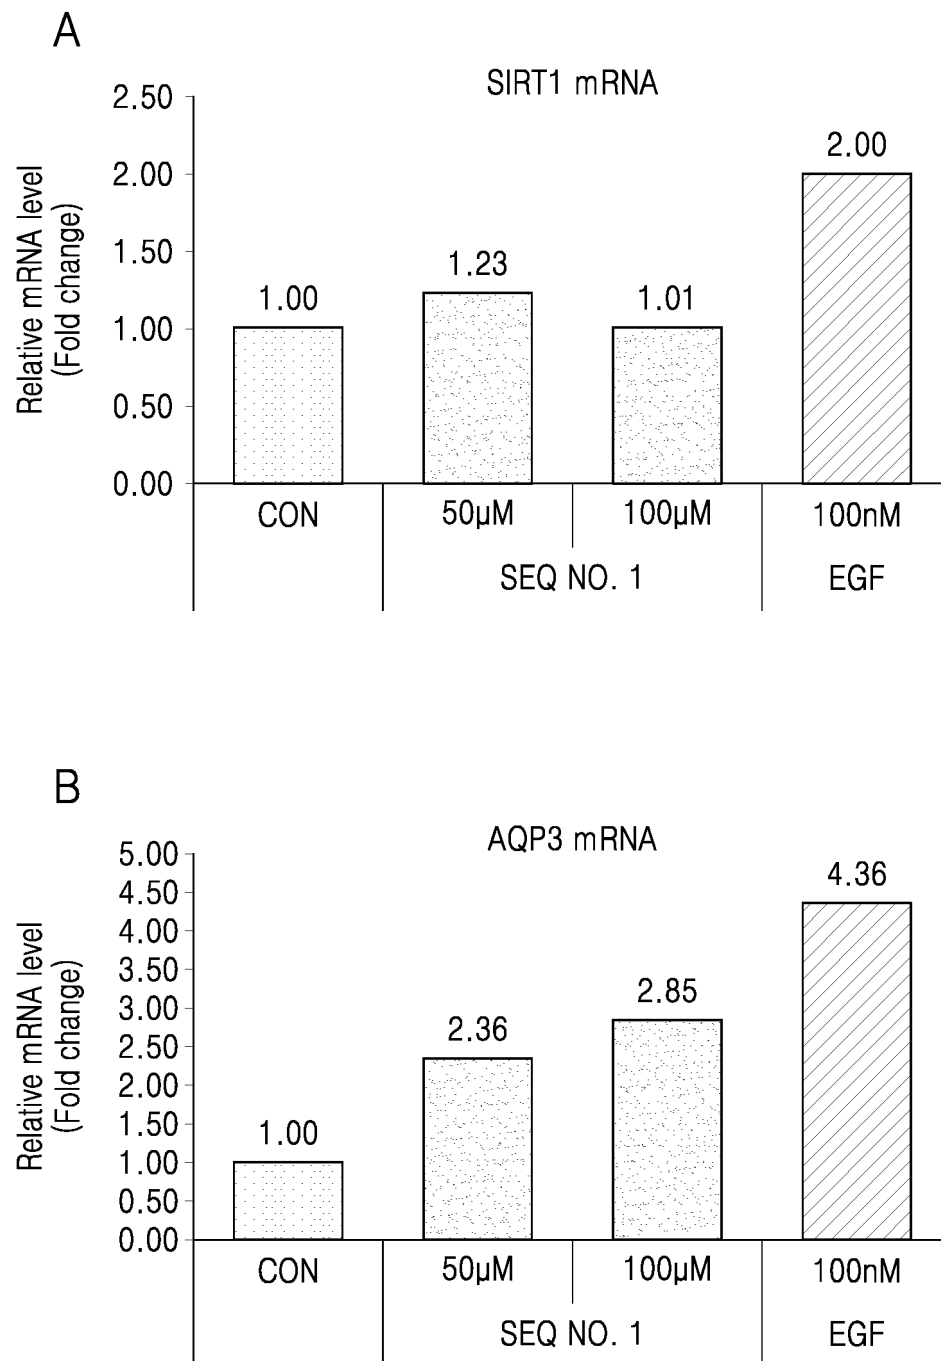 A
SIRT1 mRNA
Relative mRNA level
(Fold change)
2.50
2.00
1.50
1.00
0.50
0.00
1.00
1.23
1.01
2.00
CON
50µM
100µM
100nM
SEQ NO. 1
EGF
B
AQP3 mRNA
Relative mRNA level
(Fold change)
5.00
4.50
4.00
3.50
3.00
2.50
2.00
1.50
1.00
0.50
0.00
1.00
2.36
2.85
4.36
CON
50µM
100µM
100nM
SEQ NO. 1
EGF